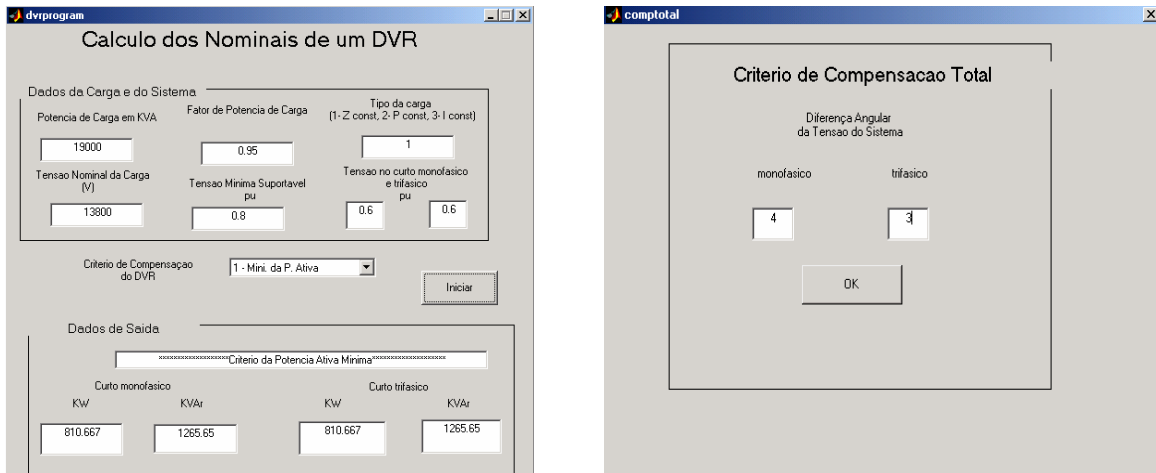 dvrprogram
Calculo dos Nominais de um DVR
Dados da Carga e do Sistema
Potencia de Carga em KVA
Fator de Potencia de Carga
Tipo da carga
(1- Z const, 2- P const, 3- I const)
19000
0.95
1
Tensao Nominal da Carga
(V)
Tensao Minima Suportavel
pu
Tensao no curto monofasico
e trifasico
pu
13800
0.8
0.6
0.6
Criterio de Compensaçao
do DVR
1 - Mini. da P. Ativa
Iniciar
Dados de Saida
********************Criterio da Potencia Ativa Minima********************
Curto monofasico
Curto trifasico
KW
KVAr
KW
KVAr
810.667
1265.65
810.667
1265.65
comptotal
Criterio de Compensacao Total
Diferença Angular
da Tensao do Sistema
monofasico
trifasico
4
3
OK